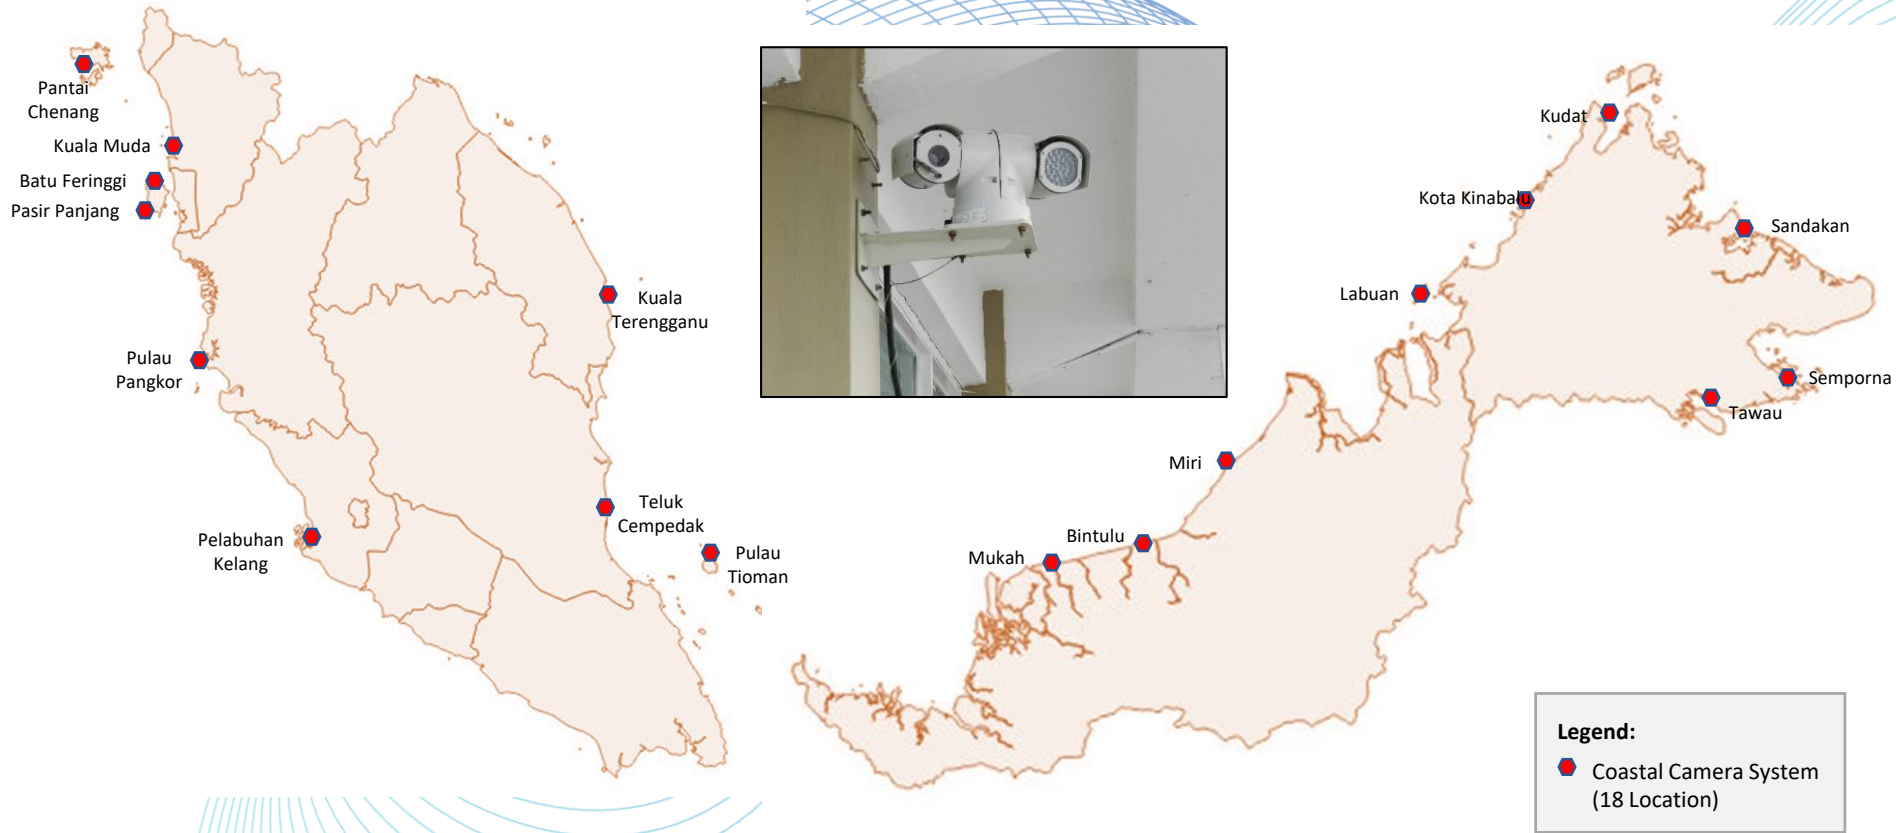 Pantai
Chenang
Kuala Muda
Batu Feringgi
Pasir Panjang
Pulau
Pangkor
Pelabuhan
Kelang
Kuala
Terengganu
Teluk
Cempedak
Pulau
Tioman
Kudat
Kota Kinabalu
Sandakan
Labuan
Semporna
Tawau
Miri
Bintulu
Mukah
Legend:
Coastal Camera System
(18 Location)